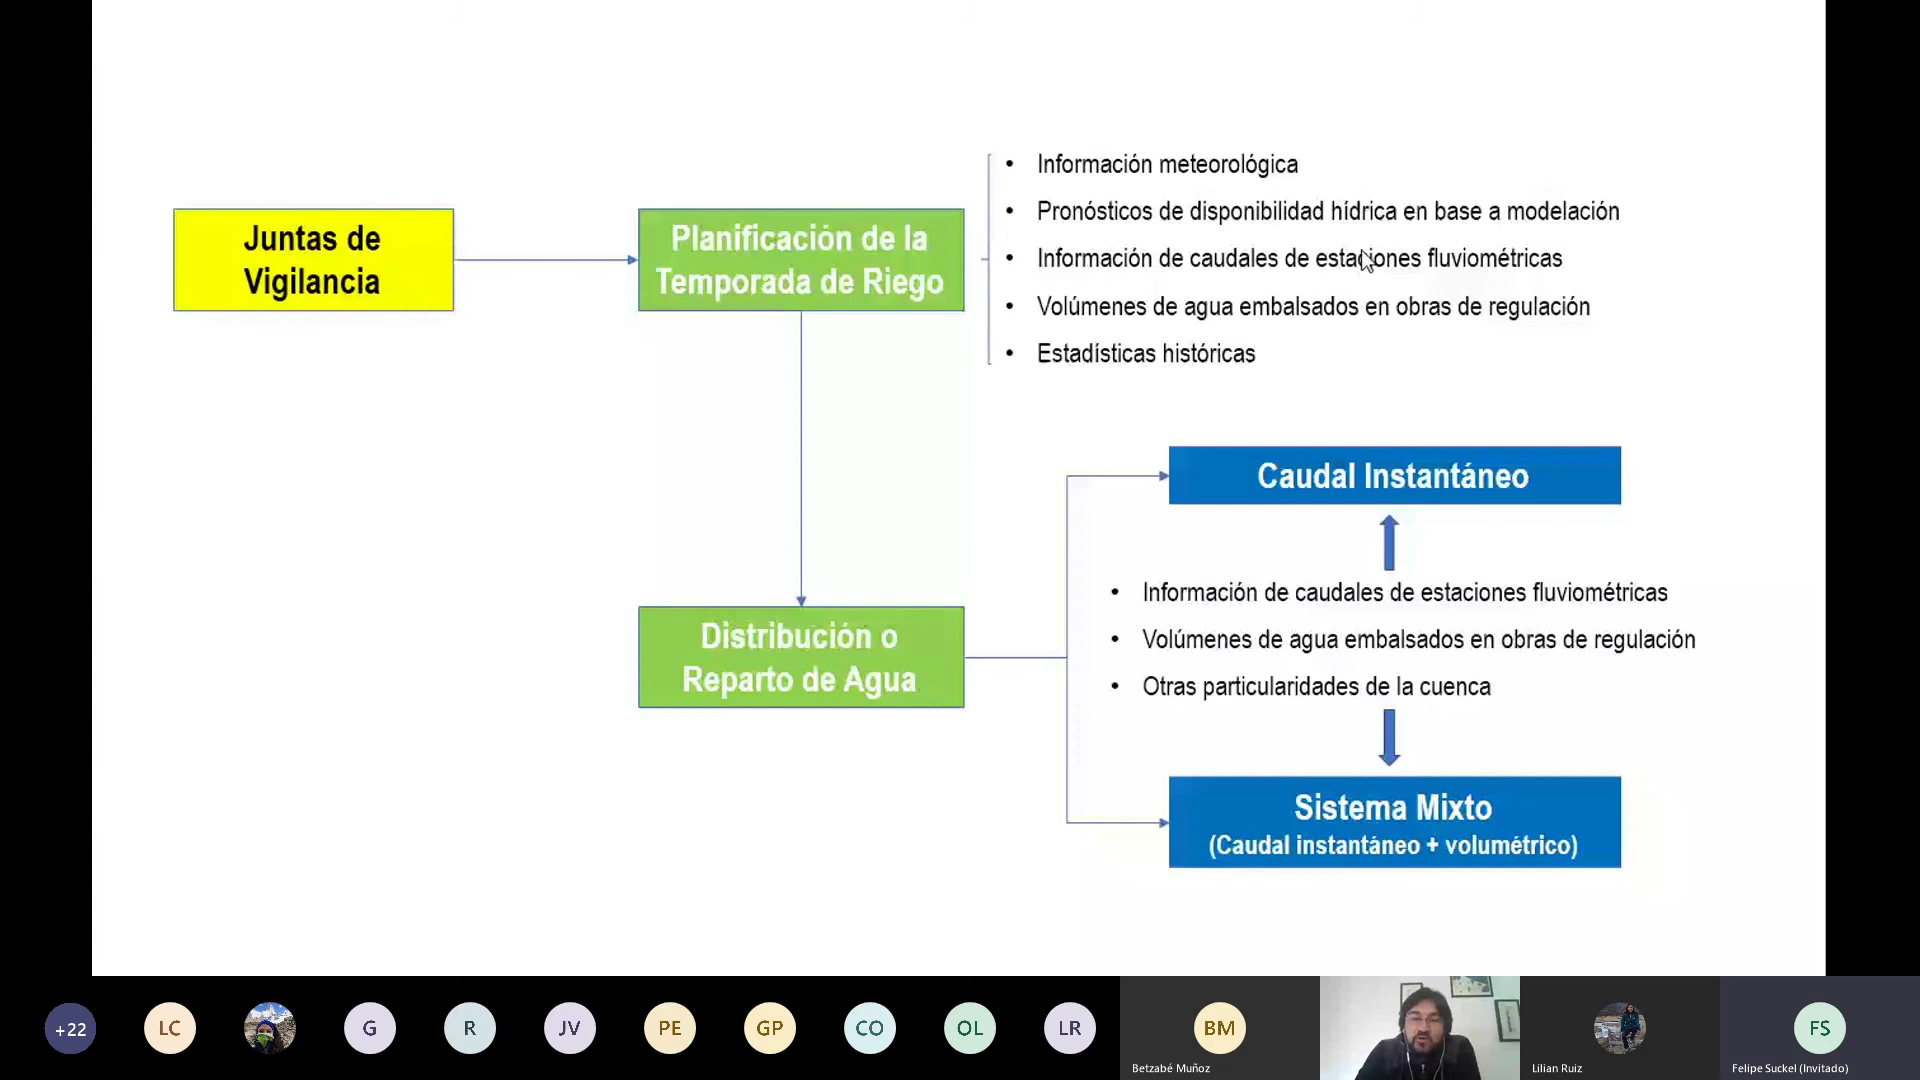 Juntas de
Vigilancia
Planificación de la
Temporada de Riego
• Información meteorológica
• Pronósticos de disponibilidad hídrica en base a modelación
• Información de caudales de estaciones fluviométricas
• Volúmenes de agua embalsados en obras de regulación
• Estadísticas históricas
Distribución o
Reparto de Agua
Caudal Instantáneo
• Información de caudales de estaciones fluviométricas
• Volúmenes de agua embalsados en obras de regulación
• Otras particularidades de la cuenca
Sistema Mixto
(Caudal instantáneo + volumétrico)
+22
LC
G
R
JV
PE
GP
CO
OL
LR
BM
Betzabé Muñoz
Lilian Ruiz
FS
Felipe Suckel (Invitado)